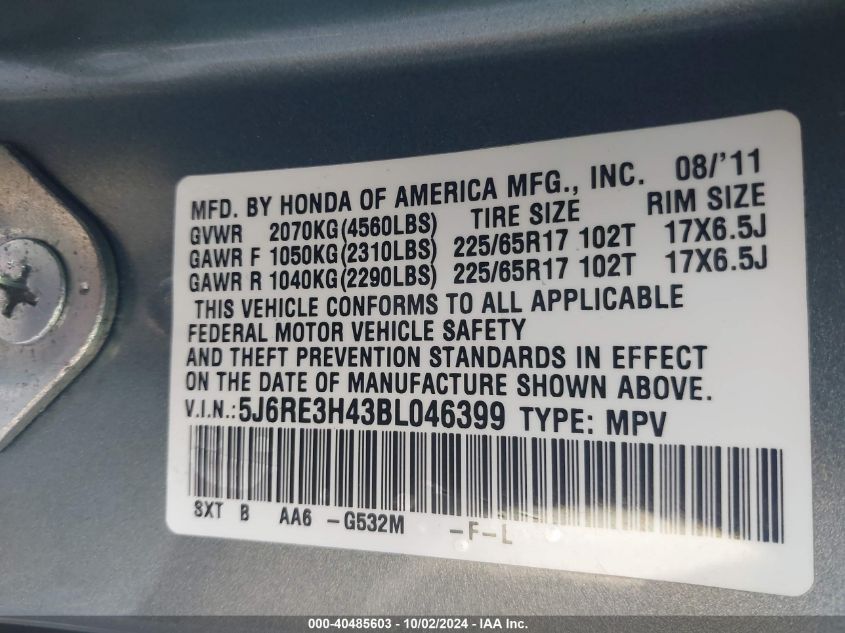 MFD. BY HONDA OF AMERICA MFG., INC. 08/'11
GVWR 2070KG(4560LBS) TIRE SIZE RIM SIZE
GAWR F 1050KG(2310LBS) 225/65R17 102T 17X6.5J
GAWR R 1040KG(2290LBS) 225/65R17 102T 17X6.5J
THIS VEHICLE CONFORMS TO ALL APPLICABLE
FEDERAL MOTOR VEHICLE SAFETY
AND THEFT PREVENTION STANDARDS IN EFFECT
ON THE DATE OF MANUFACTURE SHOWN ABOVE.
V.I.N.:5J6RE3H43BL046399 TYPE: MPV
SXT B AA6 -G532M -F-L
000-40485603 - 10/02/2024 - IAA Inc.